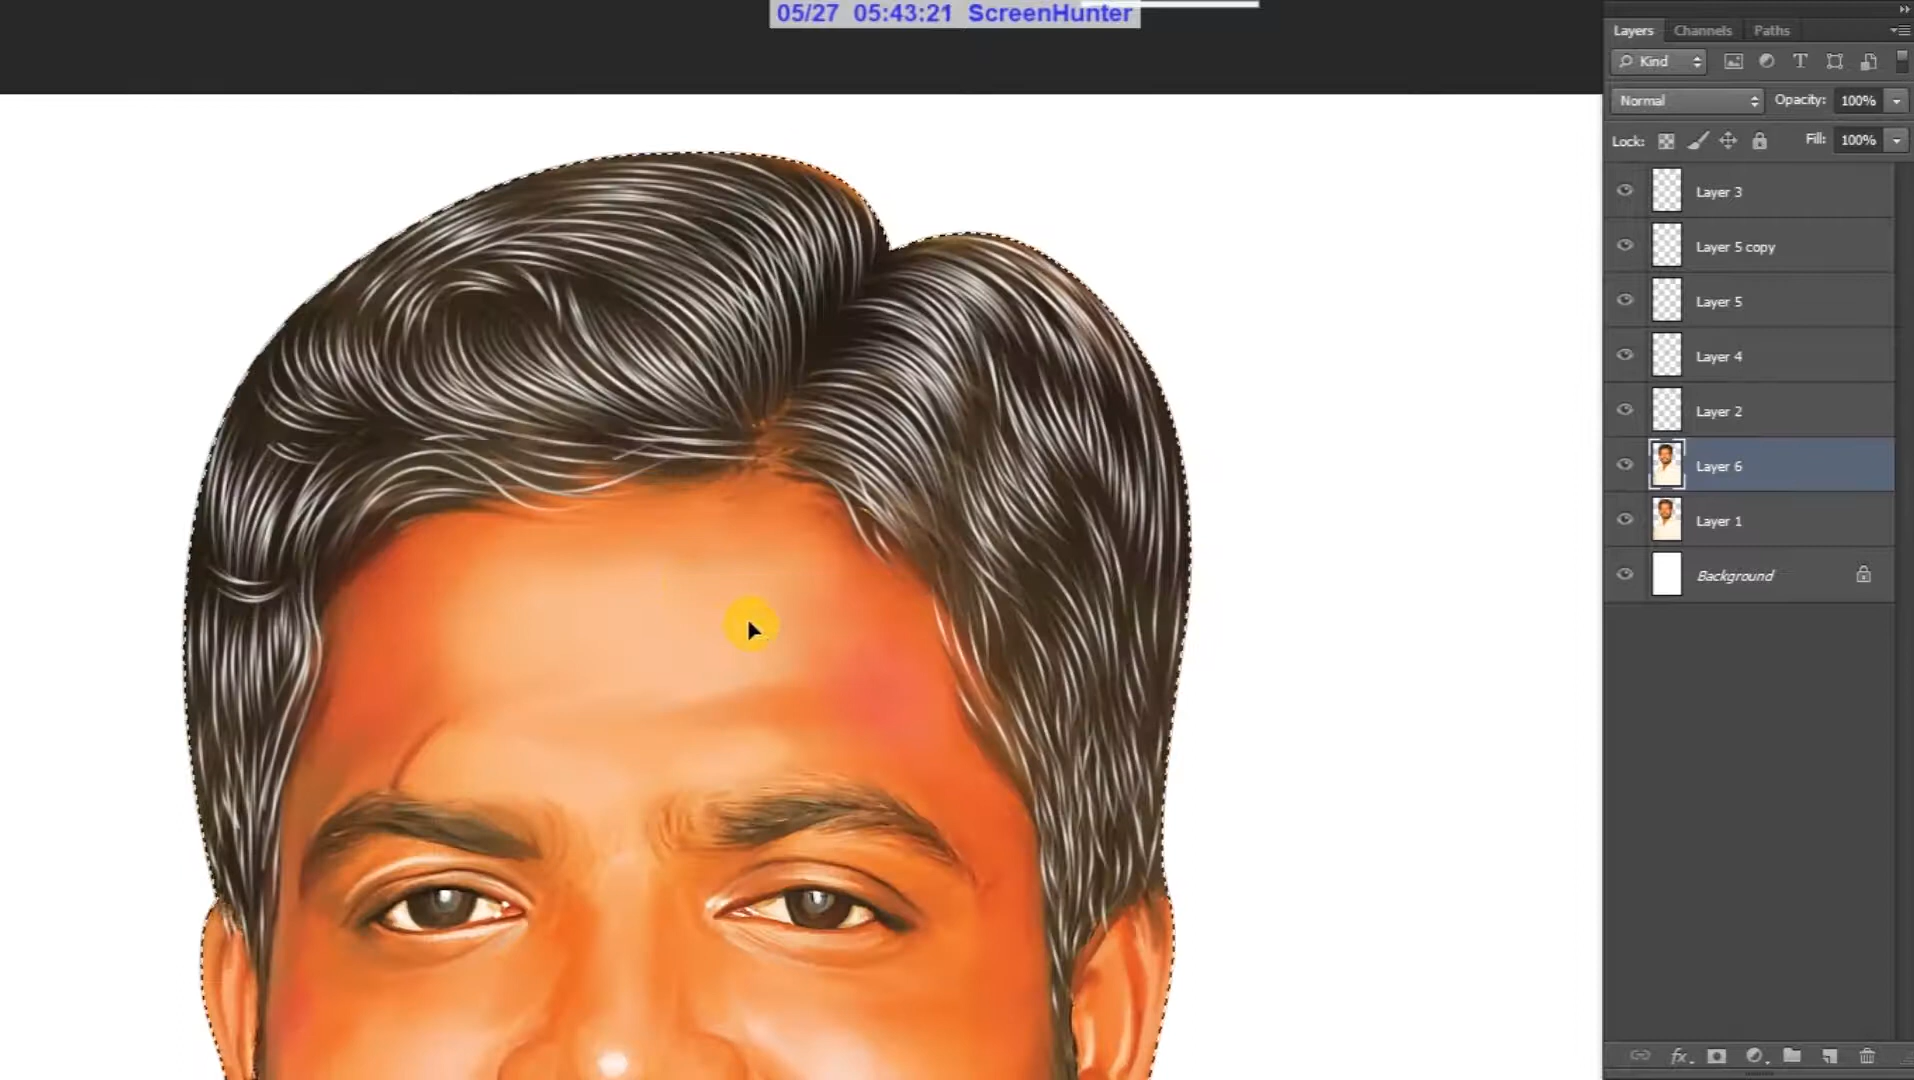 05/27 05:43:21 ScreenHunter
Layers Channels Paths
Kind
Normal Opacity: 100%
Lock: Fill: 100%
Layer 3
Layer 5 copy
Layer 5
Layer 4
Layer 2
Layer 6
Layer 1
Background
fx